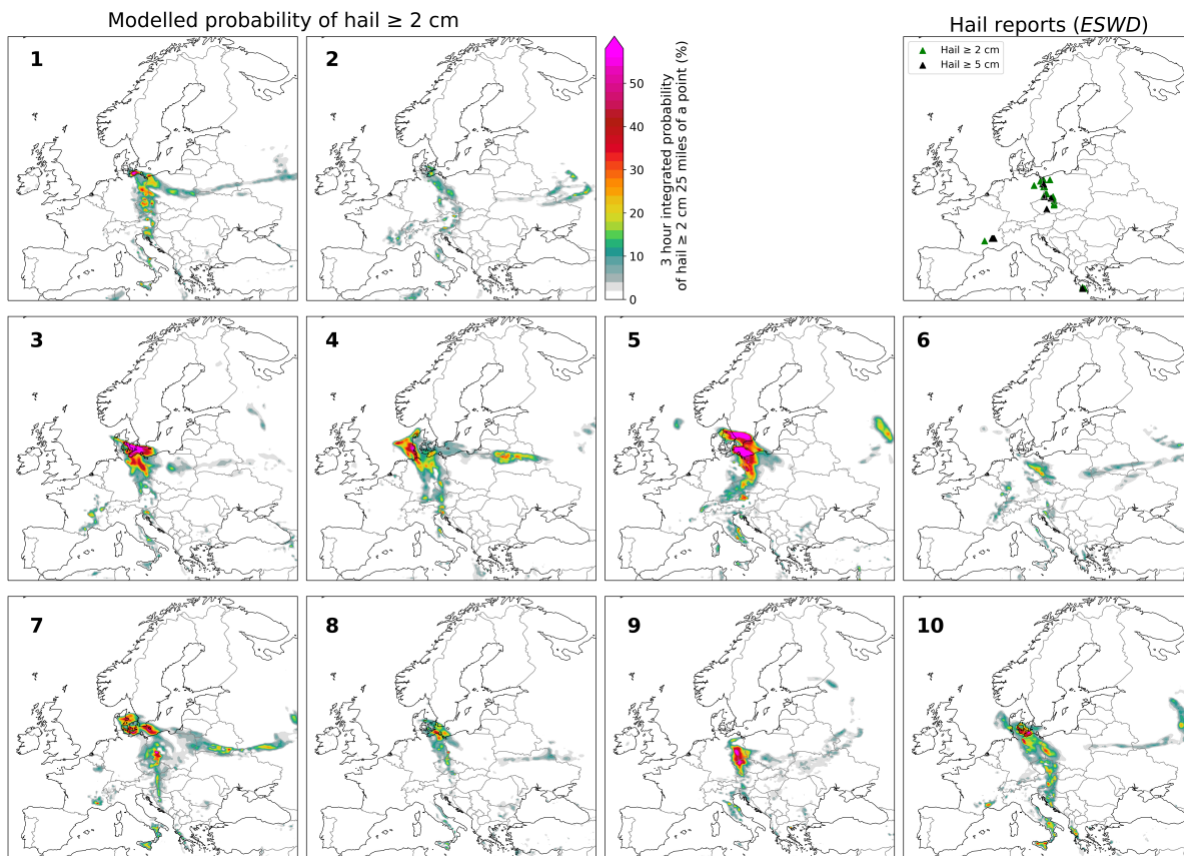 Modelled probability of hail ≥ 2 cm
Hail reports (ESWD)
1
2
50
40
30
20
10
0
3 hour integrated probability
of hail ≥ 2 cm 25 miles of a point (%)
Hail ≥ 2 cm
Hail ≥ 5 cm
3
4
5
6
7
8
9
10